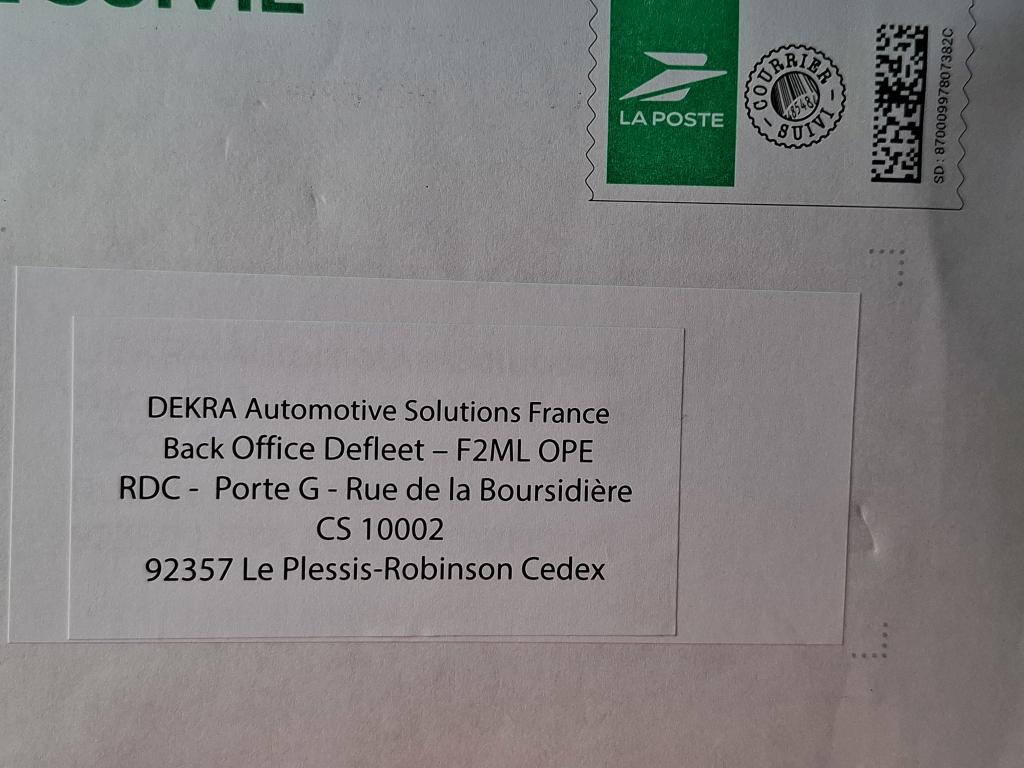 LA POSTE
COURRIER
SUIVI
SD : 87000997807382C
DEKRA Automotive Solutions France
Back Office Defleet – F2ML OPE
RDC - Porte G - Rue de la Boursidière
CS 10002
92357 Le Plessis-Robinson Cedex